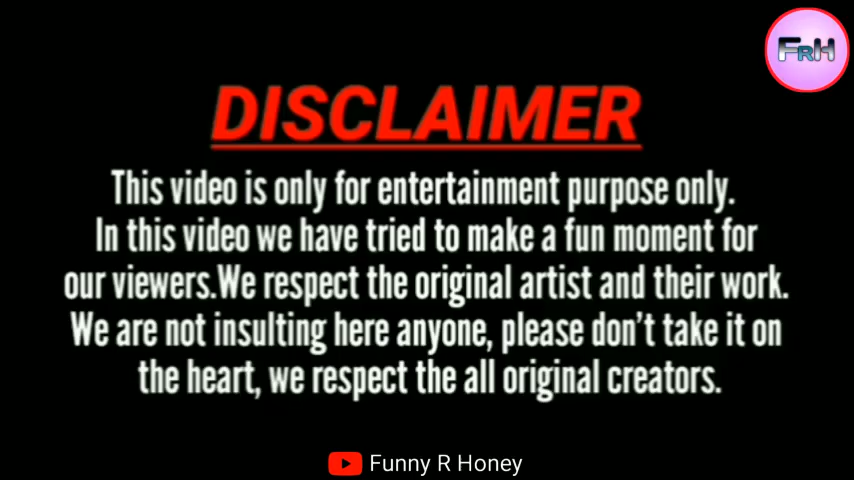 FRH
DISCLAIMER
This video is only for entertainment purpose only.
In this video we have tried to make a fun moment for
our viewers.We respect the original artist and their work.
We are not insulting here anyone, please don't take it on
the heart, we respect the all original creators.
Funny R Honey